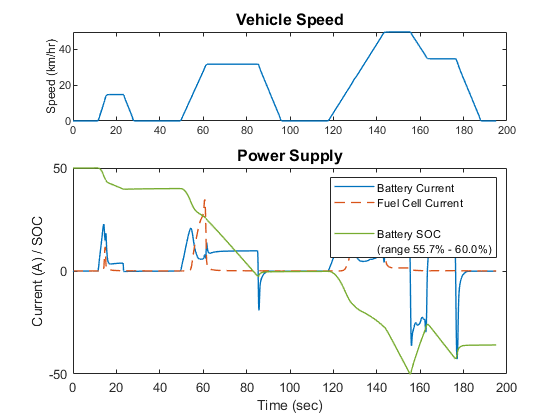 Vehicle Speed
Speed (km/hr)
40
20
0
0 20 40 60 80 100 120 140 160 180 200
Power Supply
Current (A) / SOC
50
0
-50
Battery Current
Fuel Cell Current
Battery SOC
(range 55.7% - 60.0%)
0 20 40 60 80 100 120 140 160 180 200
Time (sec)